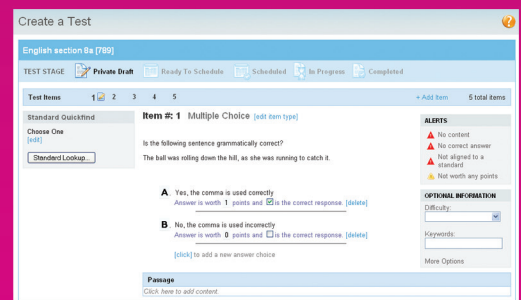 Create a Test
English section 8a [789]
TEST STAGE Private Draft Ready To Schedule Scheduled In Progress Completed
Test Items 1 2 3 4 5 + Add Item 5 total items
Standard Quickfind
Choose One
[edit]
Standard Lookup...
Item #: 1 Multiple Choice [edit item type]
Is the following sentence grammatically correct?
The ball was rolling down the hill, as she was running to catch it.
A. Yes, the comma is used correctly
Answer is worth 1 points and is the correct response. [delete]
B. No, the comma is used incorrectly
Answer is worth 0 points and is the correct response. [delete]
[click] to add a new answer choice
Passage
Click here to add content.
ALERTS
No content
No correct answer
Not aligned to a
standard
Not worth any points
OPTIONAL INFORMATION
Difficulty:
Keywords:
More Options